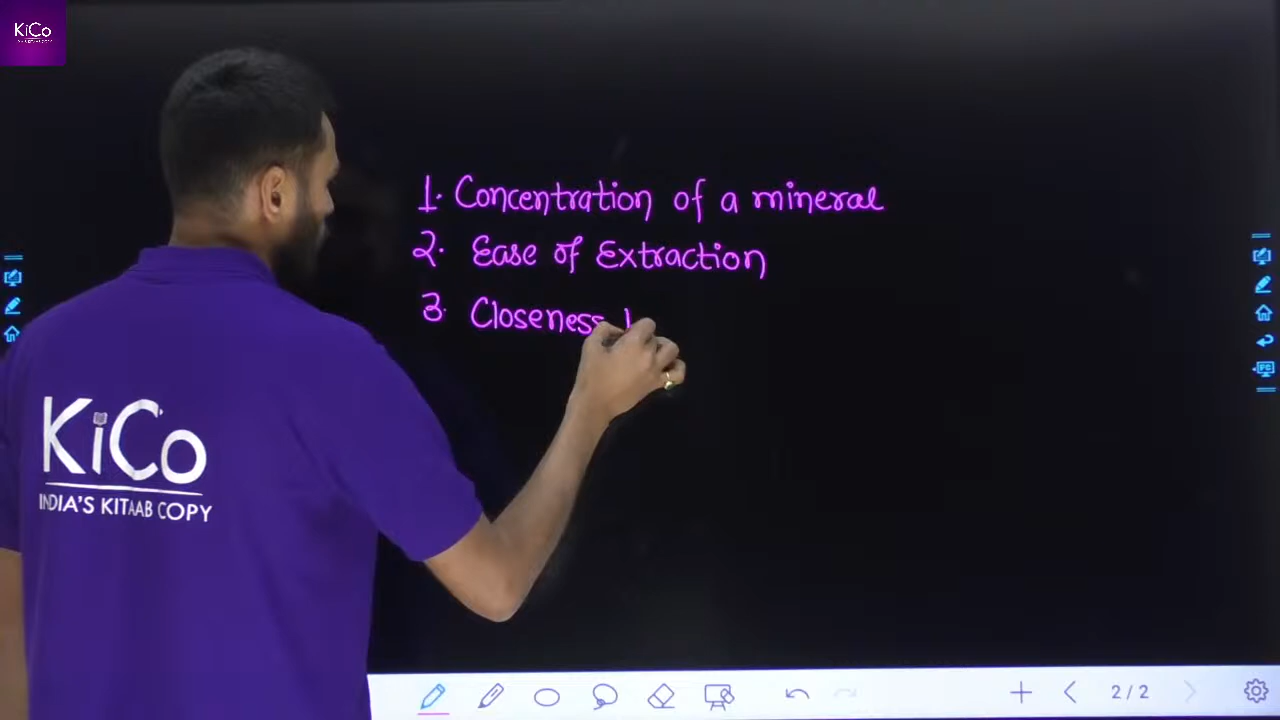 KiCo
1. Concentration of a mineral
2. Ease of Extraction
3. Closeness
KiCo
INDIA'S KITAAB COPY
2/2